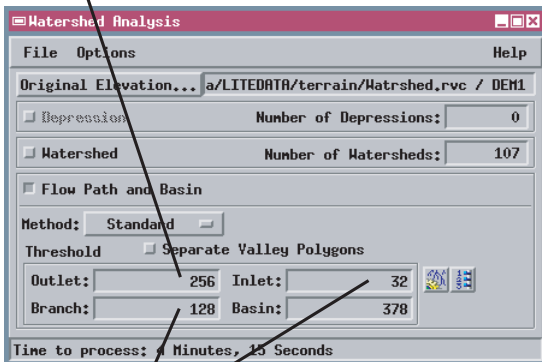 Watershed Analysis
File Options Help
Original Elevation... a/LITEDATA/terrain/Watrshed.rvc / DEM1
Depression Number of Depressions: 0
Watershed Number of Watersheds: 107
Flow Path and Basin
Method: Standard
Threshold Separate Valley Polygons
Outlet: 256 Inlet: 32
Branch: 128 Basin: 378
Time to process: Minutes, 15 Seconds